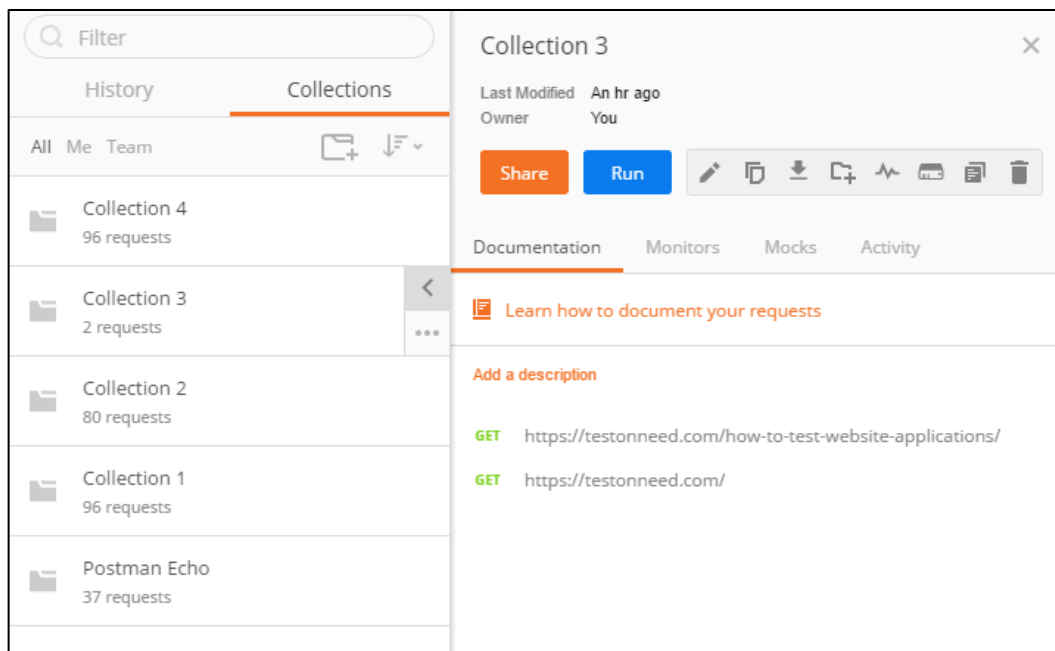 Filter
History
Collections
All Me Team
Collection 4
96 requests
Collection 3
2 requests
Collection 2
80 requests
Collection 1
96 requests
Postman Echo
37 requests
Collection 3
Last Modified An hr ago
Owner You
Share
Run
Documentation Monitors Mocks Activity
Learn how to document your requests
Add a description
GET https://testonneed.com/how-to-test-website-applications/
GET https://testonneed.com/